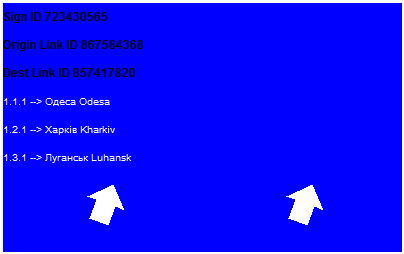 Sign ID 723430565
Origin Link ID 867584368
Dest Link ID 857417820
1.1.1 --> Одеса Odesa
1.2.1 --> Харків Kharkiv
1.3.1 --> Луганськ Luhansk